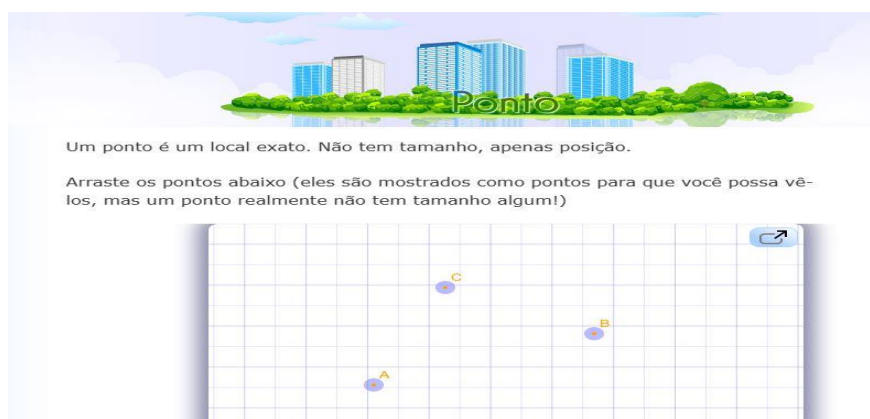 Ponto
Um ponto é um local exato. Não tem tamanho, apenas posição.
Arraste os pontos abaixo (eles são mostrados como pontos para que você possa vê-
los, mas um ponto realmente não tem tamanho algum!)
C
B
A